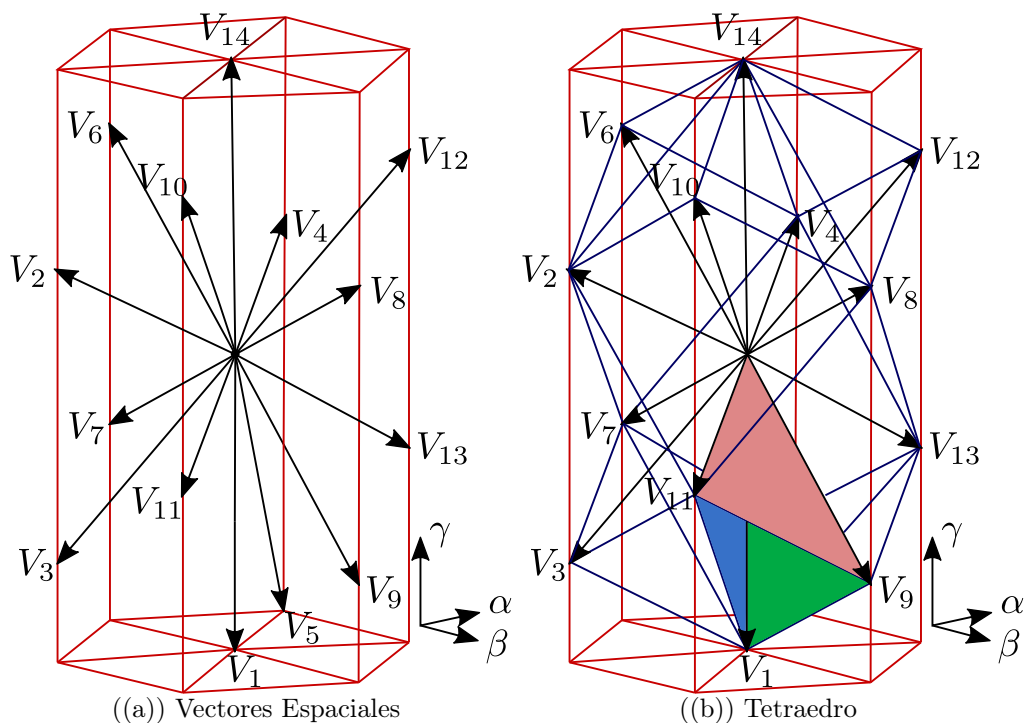 V14
V6
V12
V10
V4
V2
V8
V7
V13
V11
V3
V9
V5
V1
γ
α
β
((a)) Vectores Espaciales
V14
V6
V12
V10
V4
V2
V8
V7
V13
V11
V3
V9
V1
γ
α
β
((b)) Tetraedro